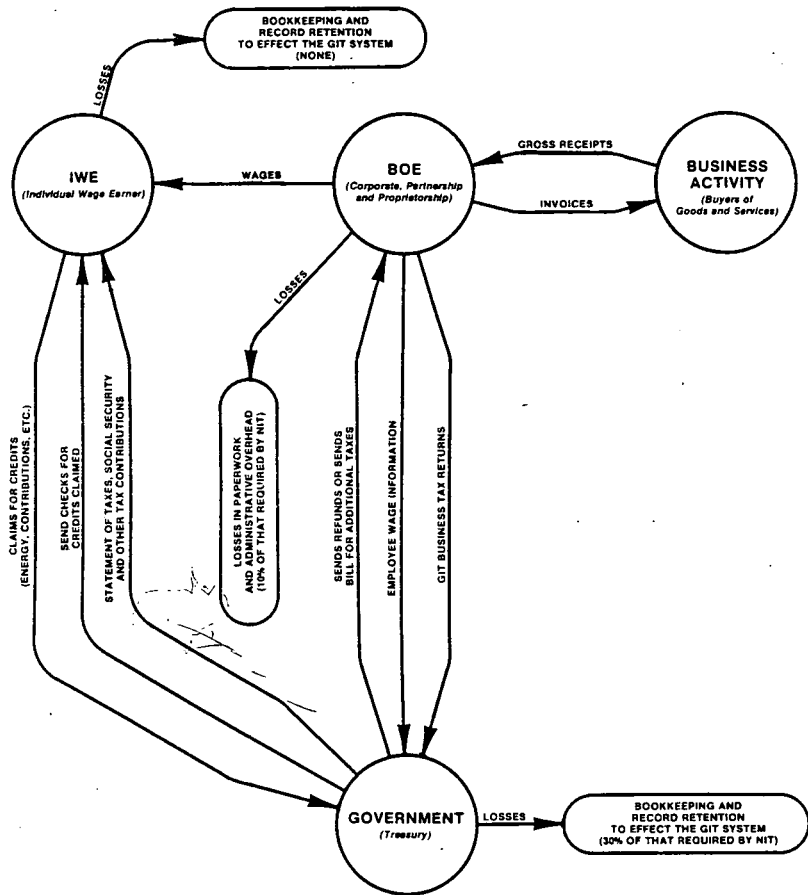 BOOKKEEPING AND
RECORD RETENTION
TO EFFECT THE GIT SYSTEM
(NONE)
LOSSES
IWE
(Individual Wage Earner)
WAGES
BOE
(Corporate, Partnership
and Proprietorship)
GROSS RECEIPTS
INVOICES
BUSINESS
ACTIVITY
(Buyers of
Goods and Services)
LOSSES
CLAIMS FOR CREDITS
(ENERGY, CONTRIBUTIONS, ETC.)
SEND CHECKS FOR
CREDITS CLAIMED
STATEMENT OF TAXES, SOCIAL SECURITY
AND OTHER TAX CONTRIBUTIONS
LOSSES IN PAPERWORK
AND ADMINISTRATIVE OVERHEAD
(10% OF THAT REQUIRED BY NIT)
SENDS REFUNDS OR SENDS
BILL FOR ADDITIONAL TAXES
EMPLOYEE WAGE INFORMATION
GIT BUSINESS TAX RETURNS
GOVERNMENT
(Treasury)
LOSSES
BOOKKEEPING AND
RECORD RETENTION
TO EFFECT THE GIT SYSTEM
(30% OF THAT REQUIRED BY NIT)